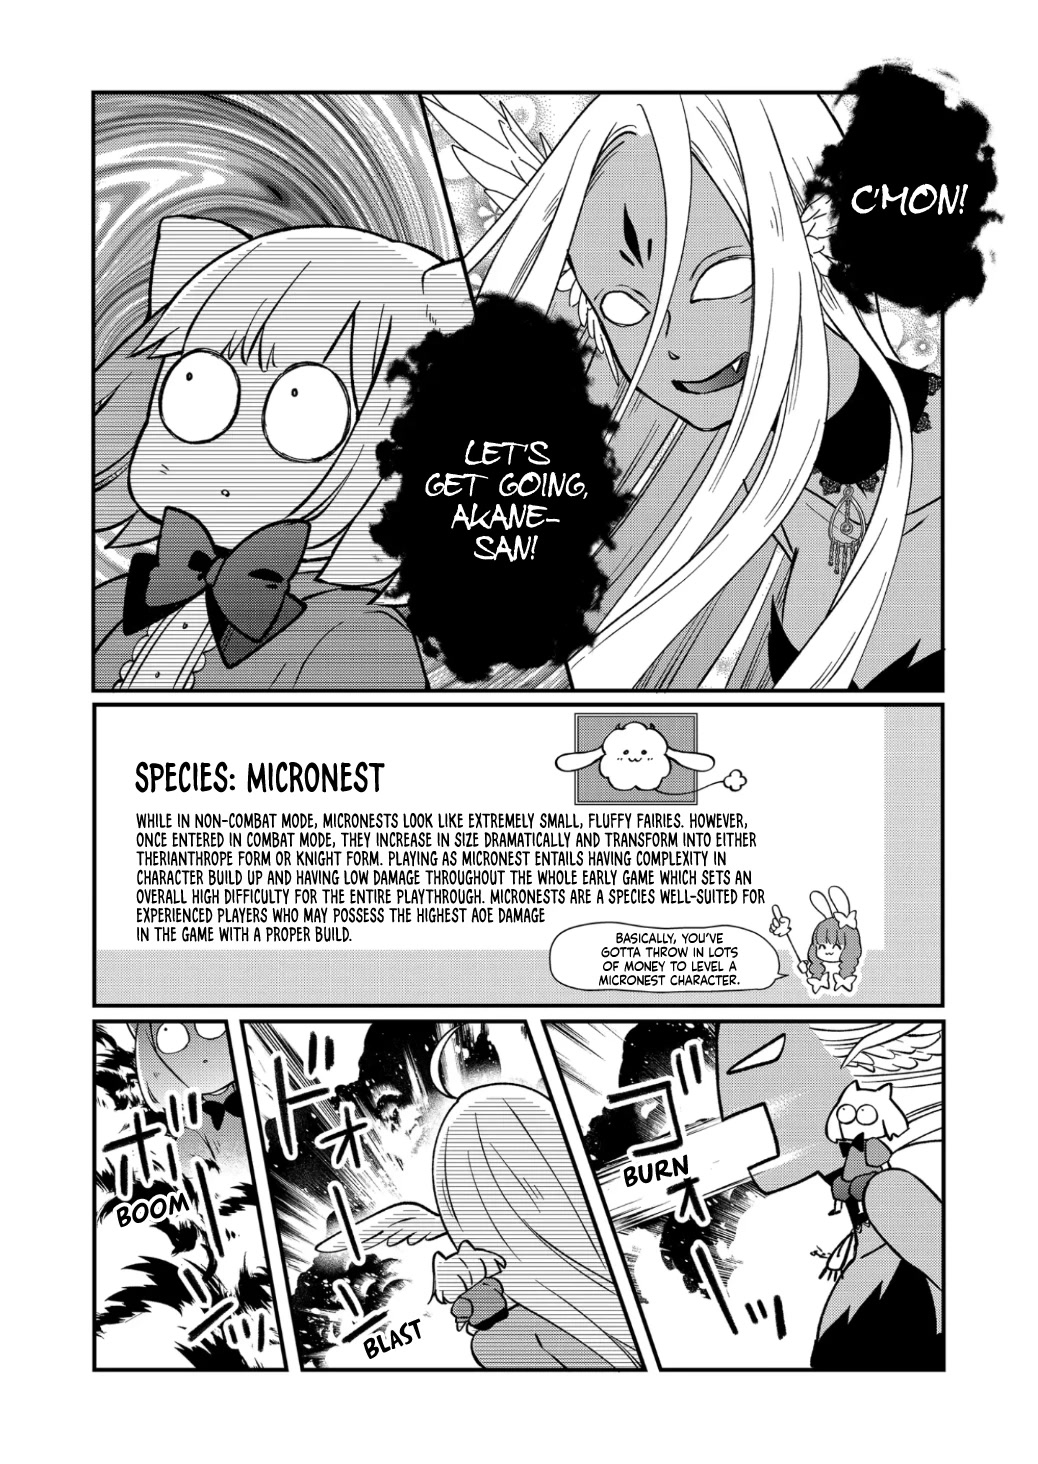 C'MON!
LET'S
GET GOING,
AKANE-
SAN!
SPECIES: MICRONEST
WHILE IN NON-COMBAT MODE, MICRONESTS LOOK LIKE EXTREMELY SMALL, FLUFFY FAIRIES. HOWEVER,
ONCE ENTERED IN COMBAT MODE, THEY INCREASE IN SIZE DRAMATICALLY AND TRANSFORM INTO EITHER
THERIANTHROPE FORM OR KNIGHT FORM. PLAYING AS MICRONEST ENTAILS HAVING COMPLEXITY IN
CHARACTER BUILD UP AND HAVING LOW DAMAGE THROUGHOUT THE WHOLE EARLY GAME WHICH SETS AN
OVERALL HIGH DIFFICULTY FOR THE ENTIRE PLAYTHROUGH. MICRONESTS ARE A SPECIES WELL-SUITED FOR
EXPERIENCED PLAYERS WHO MAY POSSESS THE HIGHEST AOE DAMAGE
IN THE GAME WITH A PROPER BUILD.
BASICALLY, YOU'VE
GOTTA THROW IN LOTS
OF MONEY TO LEVEL A
MICRONEST CHARACTER.
ゴォーッ
BURN
ドォーン
BLAST
ボボーン
BOOM